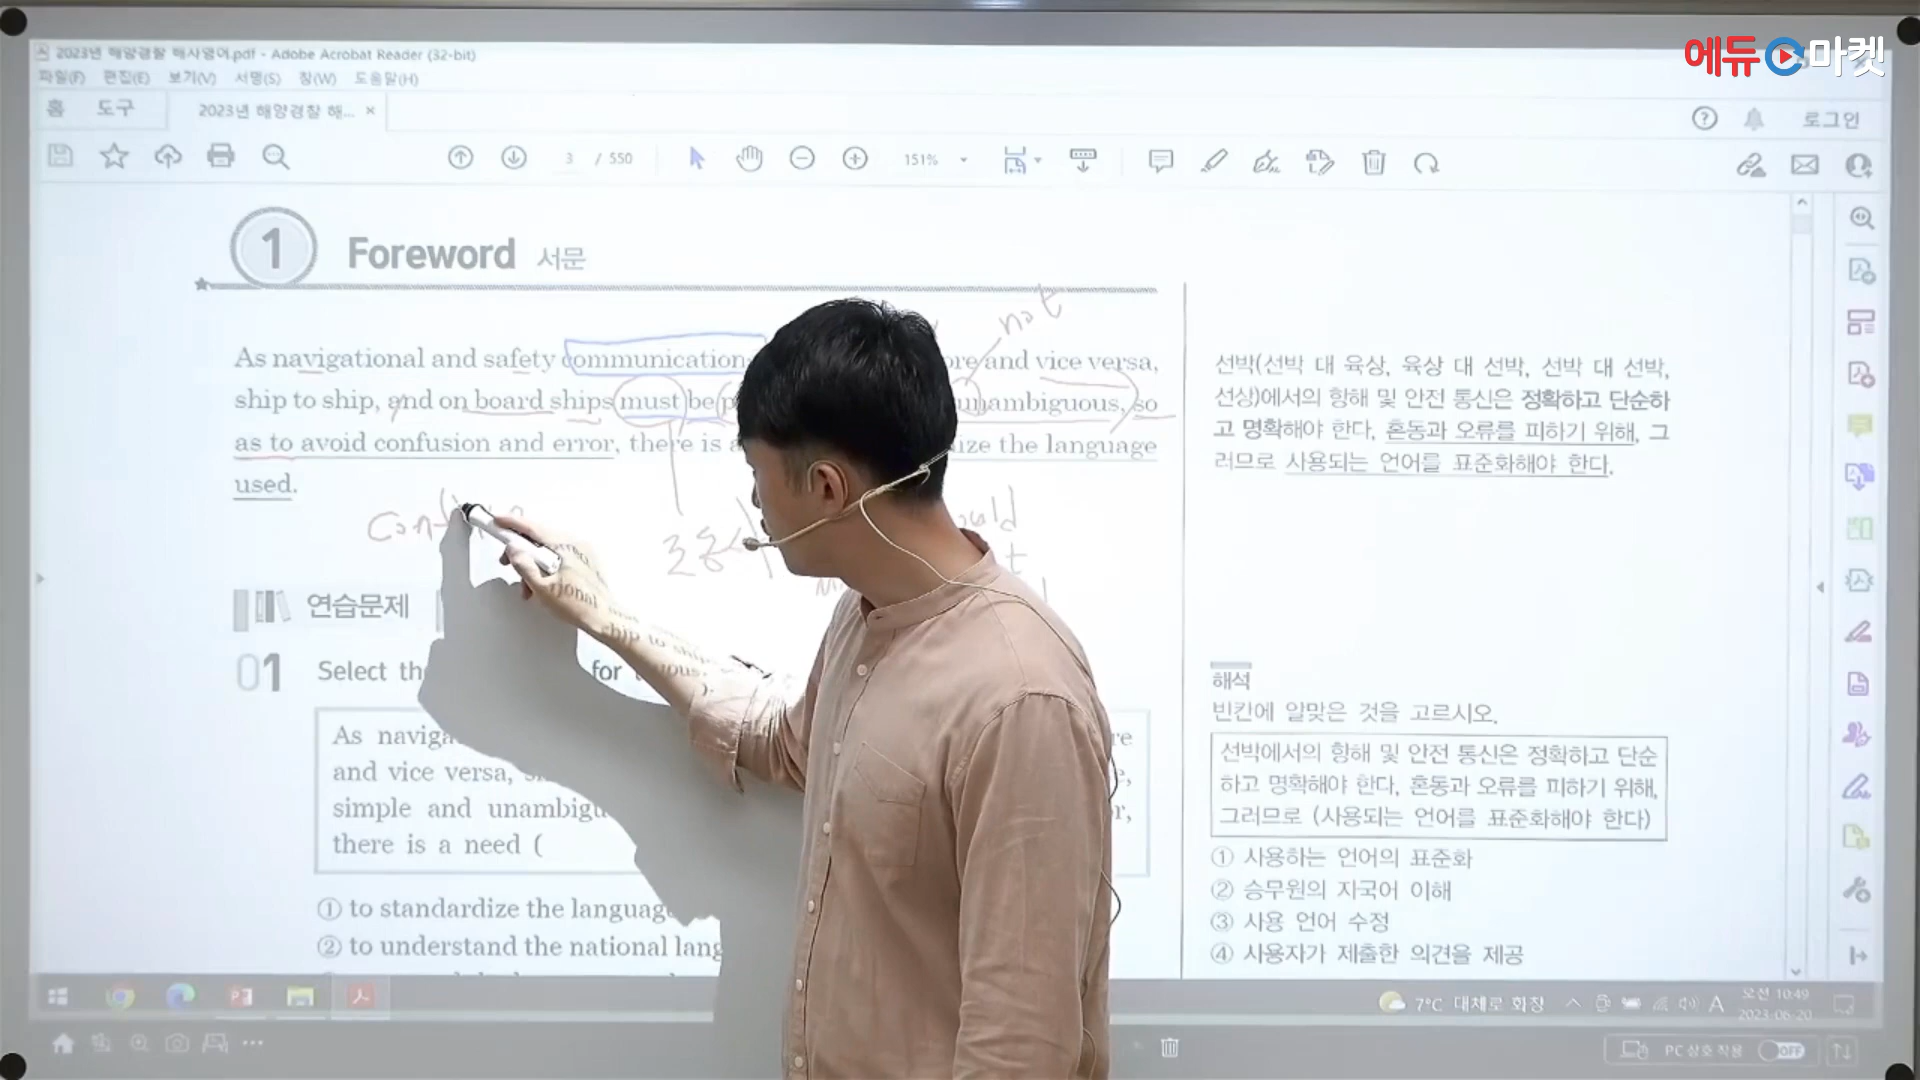 에듀 마켓
2023년 해양경찰 해사영어.pdf - Adobe Acrobat Reader (32-bit)
파일(F) 편집(E) 보기(V) 서명(S) 창(W) 도움말(H)
홈 도구 2023년 해양경찰 해... × 로그인
3 / 550 151%
1 Foreword 서문
not
As navigational and safety communication and vice versa,
ship to ship, and on board ships must be unambiguous, so
as to avoid confusion and error, there is the language
used.
선박(선박 대 육상, 육상 대 선박, 선박 대 선박,
선상)에서의 항해 및 안전 통신은 정확하고 단순하
고 명확해야 한다, 혼동과 오류를 피하기 위해, 그
러므로 사용되는 언어를 표준화해야 한다.
조동사
연습문제
01 Select the for
As
and vice versa,
simple and
there is a need (
① to standardize the language
② to understand the national
해석
빈칸에 알맞은 것을 고르시오.
선박에서의 항해 및 안전 통신은 정확하고 단순
하고 명확해야 한다, 혼동과 오류를 피하기 위해,
그러므로 (사용되는 언어를 표준화해야 한다)
① 사용하는 언어의 표준화
② 승무원의 자국어 이해
③ 사용 언어 수정
④ 사용자가 제출한 의견을 제공
7°C 대체로 화창 A 오전 10:49
2023-06-20
PC 상호작용 OFF